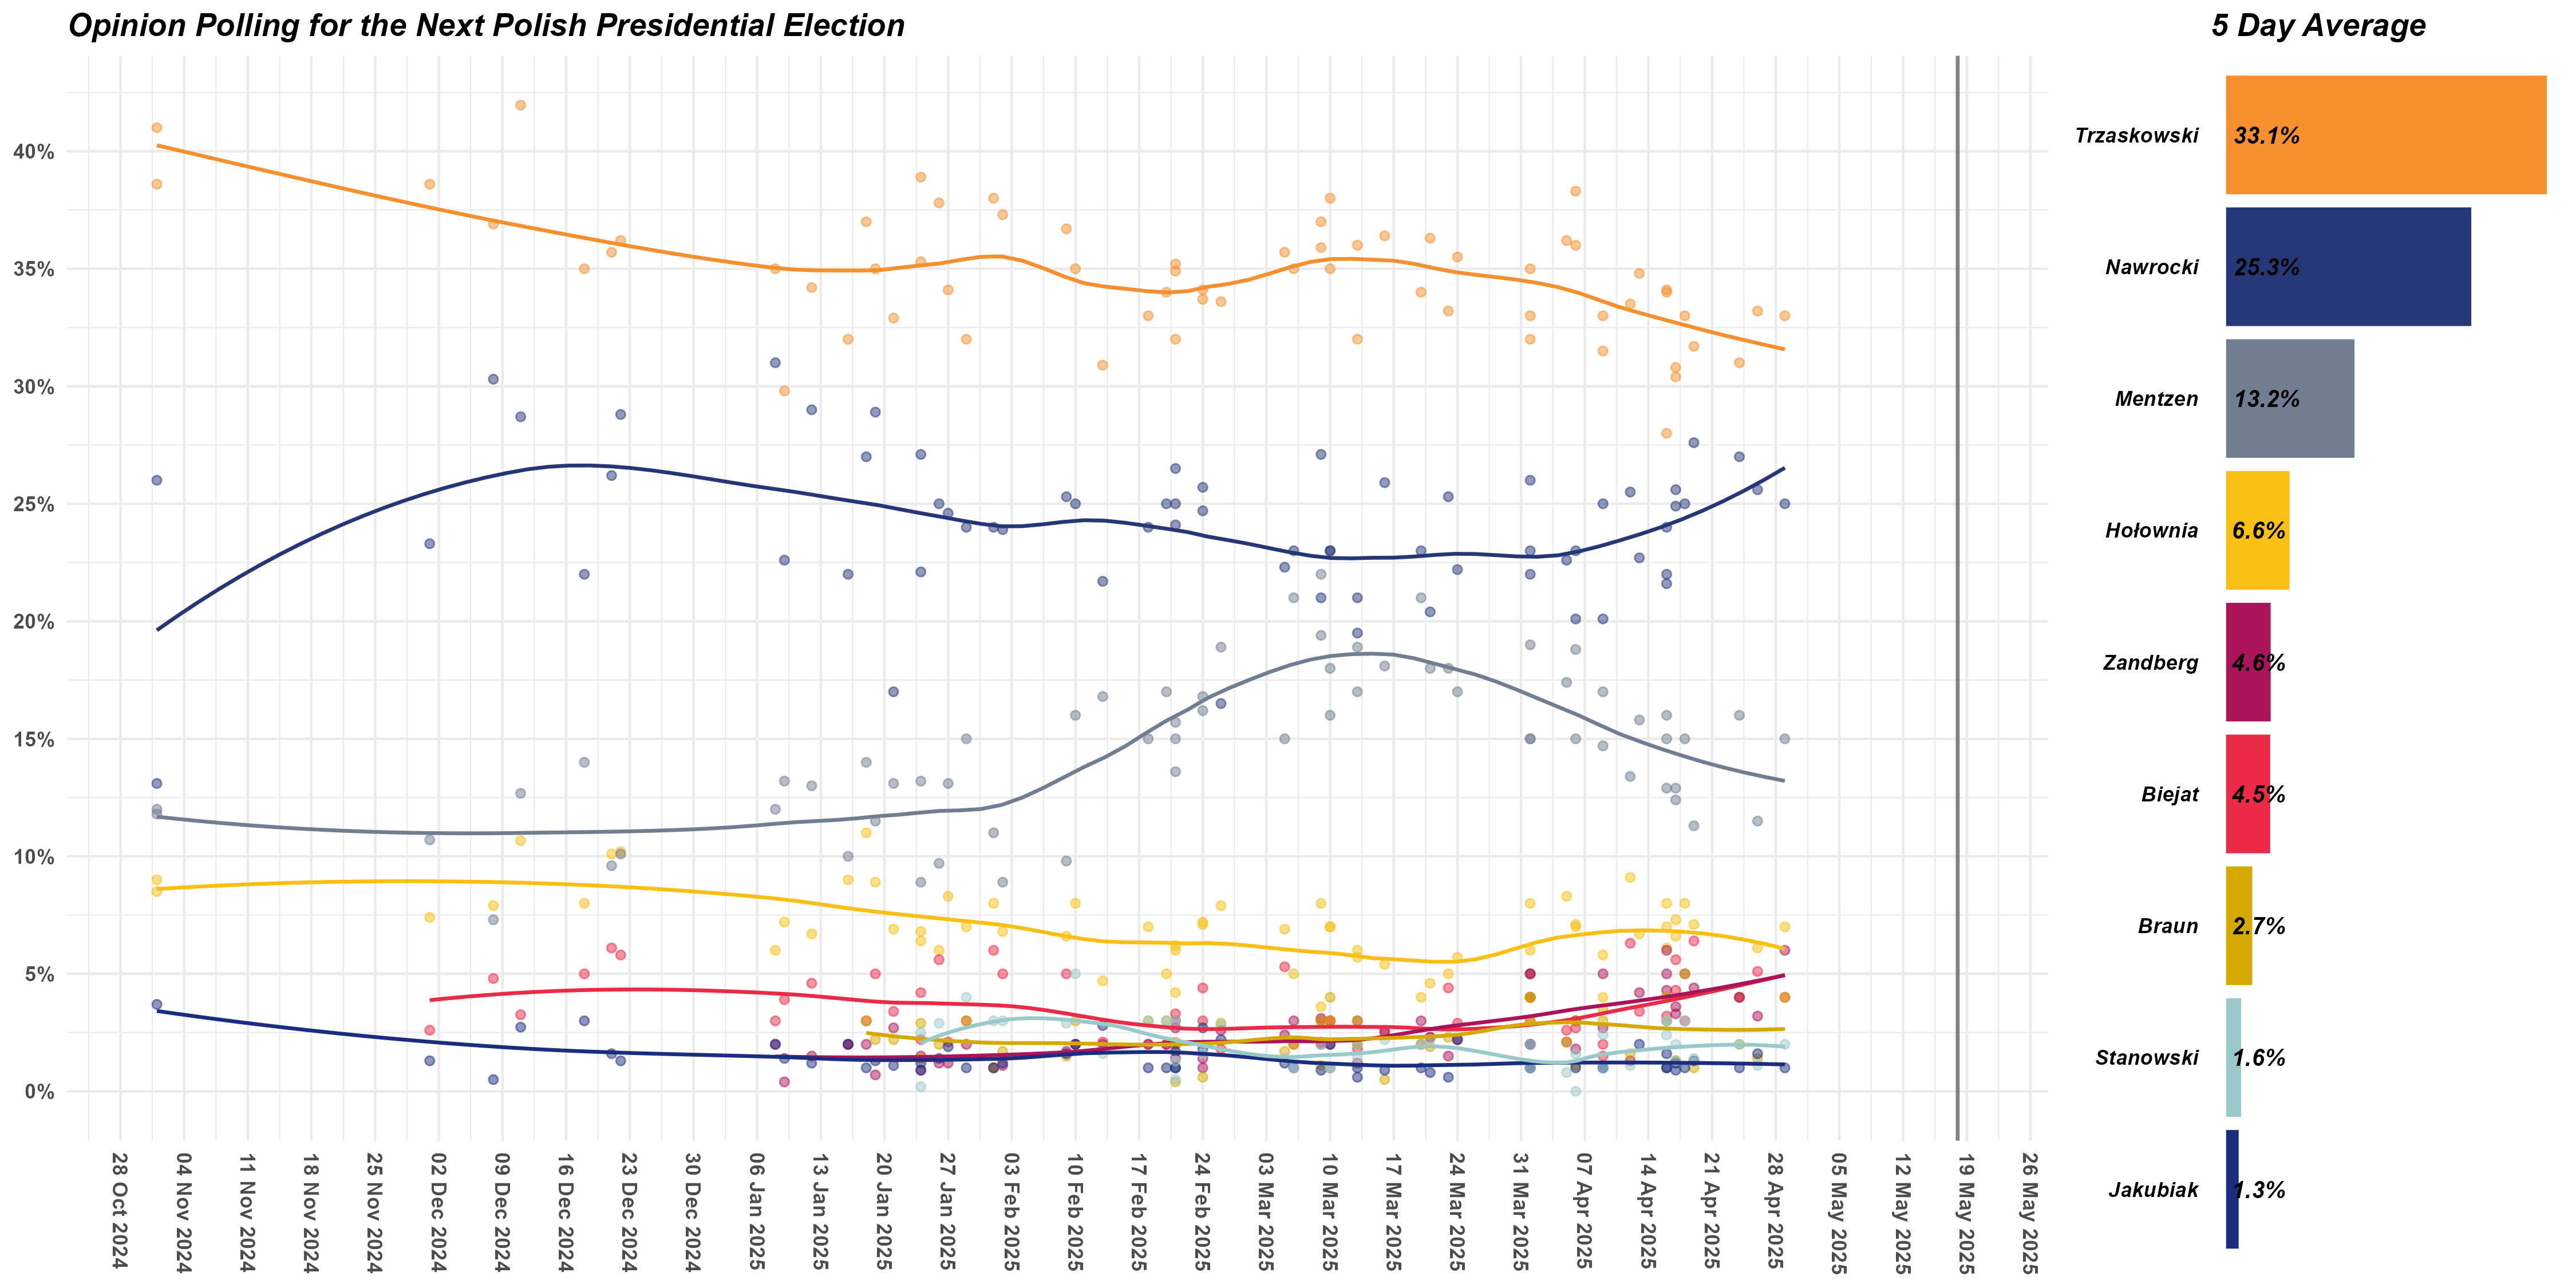 Opinion Polling for the Next Polish Presidential Election
5 Day Average
40%
35%
30%
25%
20%
15%
10%
5%
0%
28 Oct 2024
04 Nov 2024
11 Nov 2024
18 Nov 2024
25 Nov 2024
02 Dec 2024
09 Dec 2024
16 Dec 2024
23 Dec 2024
30 Dec 2024
06 Jan 2025
13 Jan 2025
20 Jan 2025
27 Jan 2025
03 Feb 2025
10 Feb 2025
17 Feb 2025
24 Feb 2025
03 Mar 2025
10 Mar 2025
17 Mar 2025
24 Mar 2025
31 Mar 2025
07 Apr 2025
14 Apr 2025
21 Apr 2025
28 Apr 2025
05 May 2025
12 May 2025
19 May 2025
26 May 2025
Trzaskowski 33.1%
Nawrocki 25.3%
Mentzen 13.2%
Hołownia 6.6%
Zandberg 4.6%
Biejat 4.5%
Braun 2.7%
Stanowski 1.6%
Jakubiak 1.3%